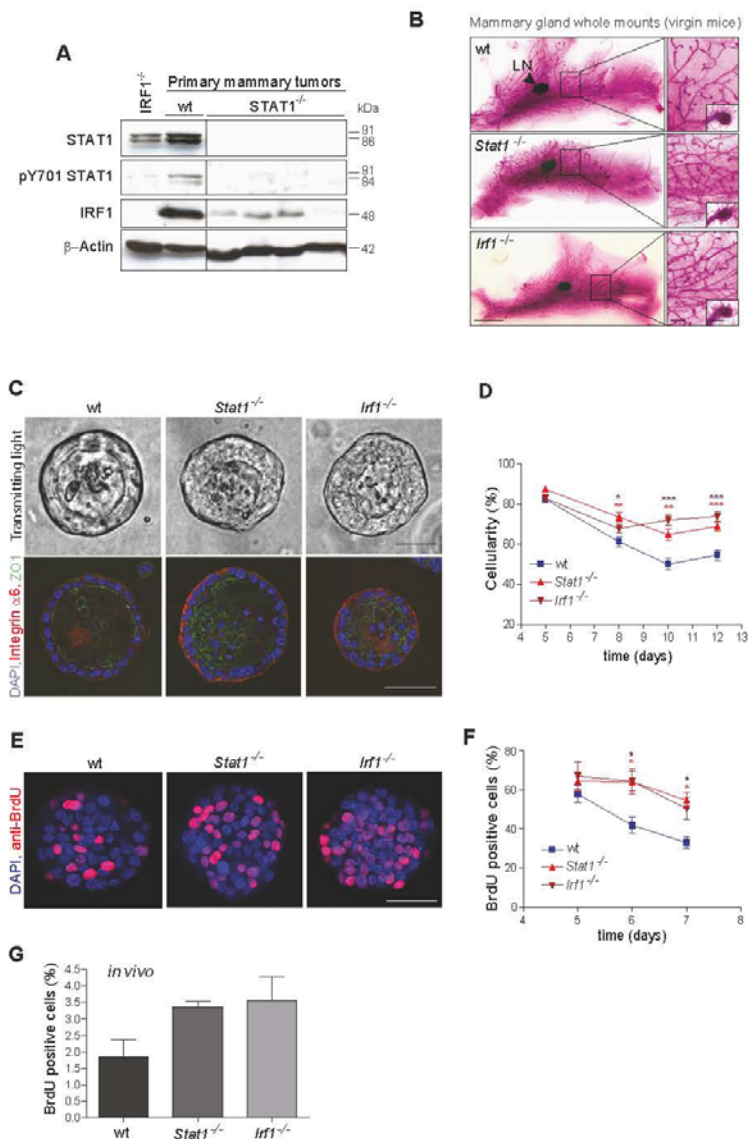 A
IRF1-/-
Primary mammary tumors
wt
STAT1-/-
kDa
STAT1
91
86
pY701 STAT1
91
84
IRF1
48
β-Actin
42
B
Mammary gland whole mounts (virgin mice)
wt
LN
Stat1-/-
Irf1-/-
C
wt
Stat1-/-
Irf1-/-
Transmitting light
DAPI, Integrin α6, ZO1
D
Cellularity (%)
100
80
60
40
20
4 5 6 7 8 9 10 11 12 13
time (days)
* *** ***
** ** ***
wt
Stat1-/-
Irf1-/-
E
wt
Stat1-/-
Irf1-/-
DAPI, anti-BrdU
F
BrdU positive cells (%)
80
60
40
20
0
4 5 6 7 8
time (days)
* *
wt
Stat1-/-
Irf1-/-
G
in vivo
BrdU positive cells (%)
4.5
4.0
3.5
3.0
2.5
2.0
1.5
1.0
0.5
0.0
wt
Stat1-/-
Irf1-/-